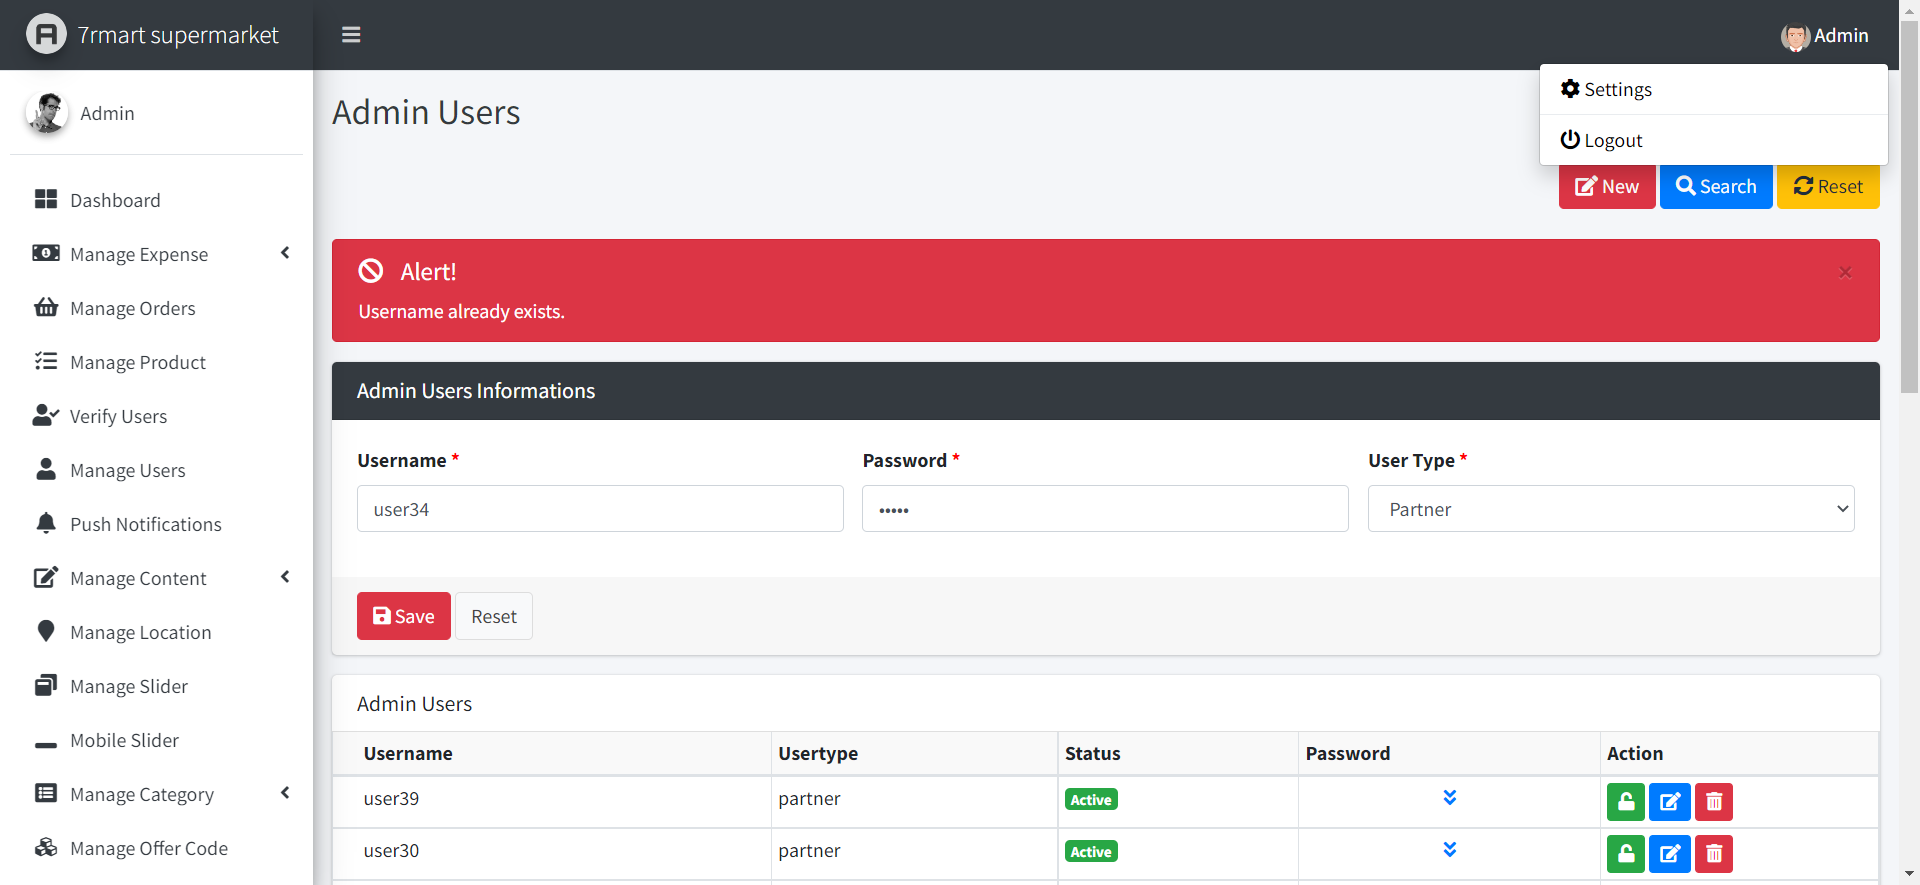 7rmart supermarket
Admin
Settings
Logout
Admin
Dashboard
Manage Expense
Manage Orders
Manage Product
Verify Users
Manage Users
Push Notifications
Manage Content
Manage Location
Manage Slider
Mobile Slider
Manage Category
Manage Offer Code
Admin Users
New Search Reset
Alert! ×
Username already exists.
Admin Users Informations
Username * Password * User Type *
user34 ••••• Partner
Save Reset
Admin Users
Username Usertype Status Password Action
user39 partner Active
user30 partner Active